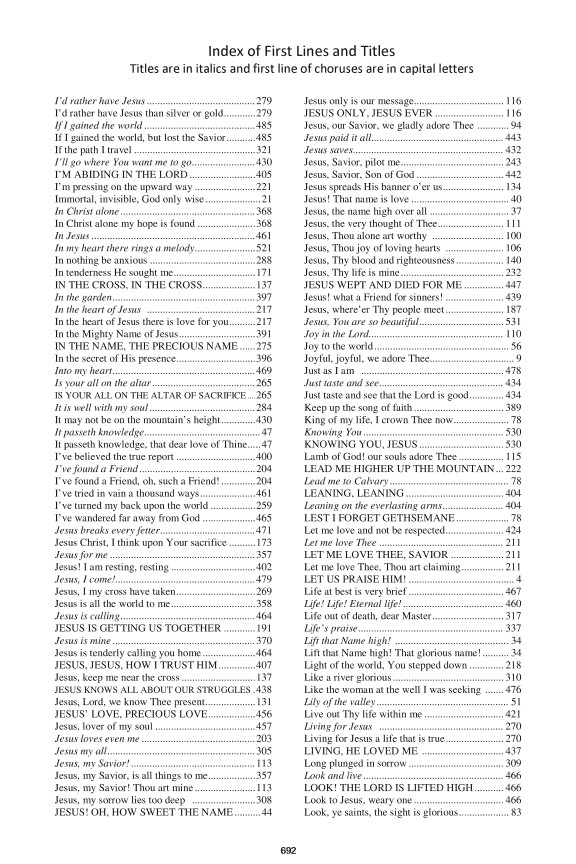 Index of First Lines and Titles
Titles are in italics and first line of choruses are in capital letters
I'd rather have Jesus ..........................................279
I'd rather have Jesus than silver or gold............279
If I gained the world ...........................................485
If I gained the world, but lost the Savior...........485
If the path I travel ...............................................321
I'll go where You want me to go........................430
I'M ABIDING IN THE LORD .........................405
I'm pressing on the upward way .......................221
Immortal, invisible, God only wise.....................21
In Christ alone .....................................................368
In Christ alone my hope is found ......................368
In Jesus ................................................................461
In my heart there rings a melody........................521
In nothing be anxious .........................................288
In tenderness He sought me................................171
IN THE CROSS, IN THE CROSS....................137
In the garden........................................................397
In the heart of Jesus ..........................................217
In the heart of Jesus there is love for you..........217
In the Mighty Name of Jesus..............................391
IN THE NAME, THE PRECIOUS NAME ......275
In the secret of His presence...............................396
Into my heart........................................................469
Is your all on the altar ........................................265
IS YOUR ALL ON THE ALTAR OF SACRIFICE ...265
It is well with my soul .........................................284
It may not be on the mountain's height.............430
It passeth knowledge.............................................47
It passeth knowledge, that dear love of Thine.....47
I've believed the true report ...............................400
I've found a Friend .............................................204
I've found a Friend, oh, such a Friend! .............204
I've tried in vain a thousand ways.....................461
I've turned my back upon the world .................259
I've wandered far away from God ....................465
Jesus breaks every fetter.....................................471
Jesus Christ, I think upon Your sacrifice ..........173
Jesus for me .........................................................357
Jesus! I am resting, resting .................................402
Jesus, I come!......................................................479
Jesus, I my cross have taken...............................269
Jesus is all the world to me.................................358
Jesus is calling.....................................................464
JESUS IS GETTING US TOGETHER ............191
Jesus is mine ........................................................370
Jesus is tenderly calling you home ....................464
JESUS, JESUS, HOW I TRUST HIM..............407
Jesus, keep me near the cross .............................137
JESUS KNOWS ALL ABOUT OUR STRUGGLES .438
Jesus, Lord, we know Thee present....................131
JESUS' LOVE, PRECIOUS LOVE..................456
Jesus, lover of my soul .......................................457
Jesus loves even me ............................................203
Jesus my all..........................................................305
Jesus, my Savior! ................................................113
Jesus, my Savior, is all things to me...................357
Jesus, my Savior! Thou art mine ........................113
Jesus, my sorrow lies too deep .........................308
JESUS! OH, HOW SWEET THE NAME ..........44
Jesus only is our message...................................116
JESUS ONLY, JESUS EVER ..........................116
Jesus, our Savior, we gladly adore Thee ............94
Jesus paid it all....................................................443
Jesus saves...........................................................432
Jesus, Savior, pilot me........................................243
Jesus, Savior, Son of God ..................................442
Jesus spreads His banner o'er us........................134
Jesus! That name is love ......................................40
Jesus, the name high over all ...............................37
Jesus, the very thought of Thee..........................111
Jesus, Thou alone art worthy ............................100
Jesus, Thou joy of loving hearts .......................106
Jesus, Thy blood and righteousness...................140
Jesus, Thy life is mine........................................232
JESUS WEPT AND DIED FOR ME ...............447
Jesus! what a Friend for sinners! .......................439
Jesus, where'er Thy people meet.......................187
Jesus, You are so beautiful.................................531
Joy in the Lord....................................................110
Joy to the world....................................................56
Joyful, joyful, we adore Thee.................................9
Just as I am ........................................................478
Just taste and see.................................................434
Just taste and see that the Lord is good.............434
Keep up the song of faith ...................................389
King of my life, I crown Thee now......................78
Knowing You.......................................................530
KNOWING YOU, JESUS .................................530
Lamb of God! our souls adore Thee .................115
LEAD ME HIGHER UP THE MOUNTAIN ...222
Lead me to Calvary ..............................................78
LEANING, LEANING ......................................404
Leaning on the everlasting arms........................404
LEST I FORGET GETHSEMANE....................78
Let me love and not be respected.......................424
Let me love Thee ................................................211
LET ME LOVE THEE, SAVIOR ....................211
Let me love Thee, Thou art claiming.................211
LET US PRAISE HIM! .........................................4
Life at best is very brief .....................................467
Life! Life! Eternal life!.......................................460
Life out of death, dear Master............................317
Life's praise.........................................................337
Lift that Name high! ............................................34
Lift that Name high! That glorious name!..........34
Light of the world, You stepped down .............218
Like a river glorious ...........................................310
Like the woman at the well I was seeking .......476
Lily of the valley....................................................51
Live out Thy life within me ...............................421
Living for Jesus .................................................270
Living for Jesus a life that is true.......................270
LIVING, HE LOVED ME ................................437
Long plunged in sorrow .....................................309
Look and live ......................................................466
LOOK! THE LORD IS LIFTED HIGH ...........466
Look to Jesus, weary one ...................................466
Look, ye saints, the sight is glorious....................83
692